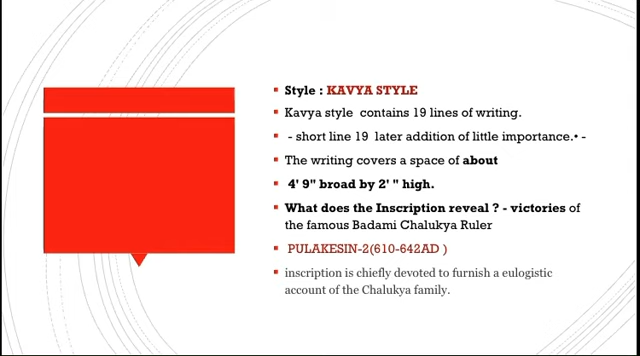 Style : KAVYA STYLE
Kavya style contains 19 lines of writing.
- short line 19 later addition of little importance.• -
The writing covers a space of about
4' 9" broad by 2' " high.
What does the Inscription reveal ? - victories of
the famous Badami Chalukya Ruler
PULAKESIN-2(610-642AD )
inscription is chiefly devoted to furnish a eulogistic
account of the Chalukya family.